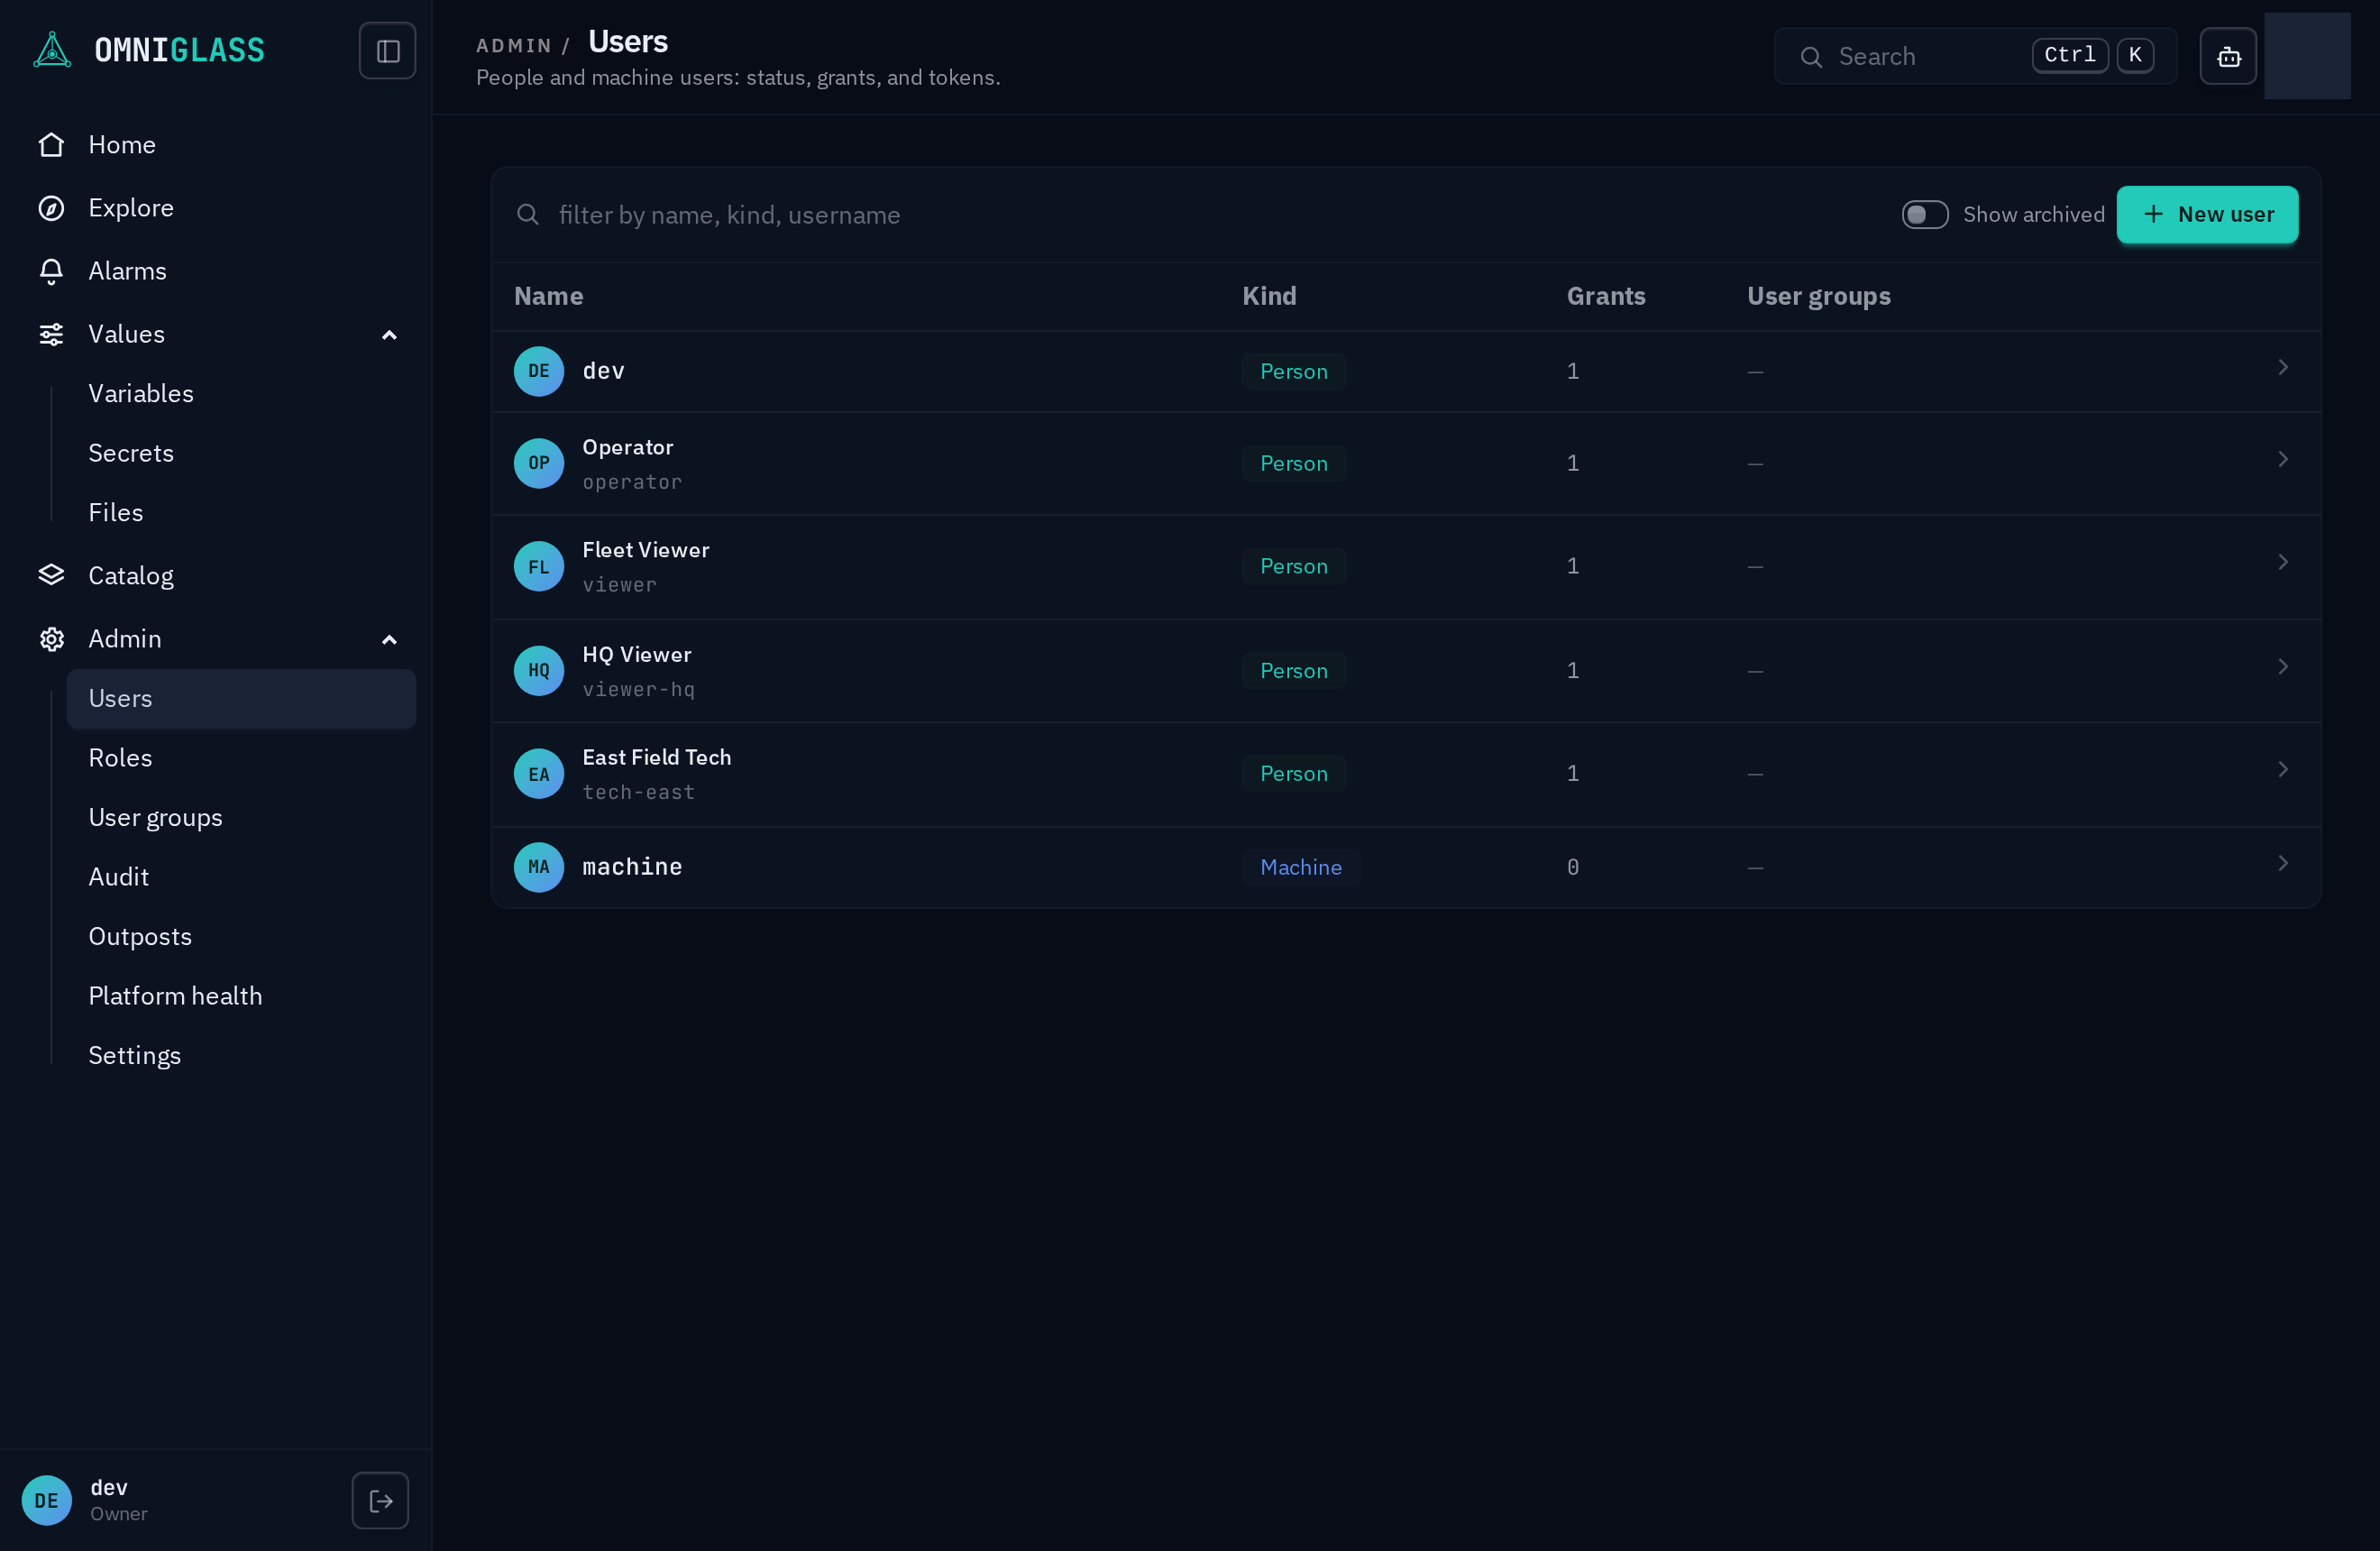 OMNIGLASS
Home
Explore
Alarms
Values
Variables
Secrets
Files
Catalog
Admin
Users
Roles
User groups
Audit
Outposts
Platform health
Settings
DE
dev
Owner
ADMIN / Users
People and machine users: status, grants, and tokens.
Search Ctrl K
filter by name, kind, username
Show archived
+ New user
Name Kind Grants User groups
DE dev Person 1 —
OP Operator Person 1 —
operator
FL Fleet Viewer Person 1 —
viewer
HQ HQ Viewer Person 1 —
viewer-hq
EA East Field Tech Person 1 —
tech-east
MA machine Machine 0 —